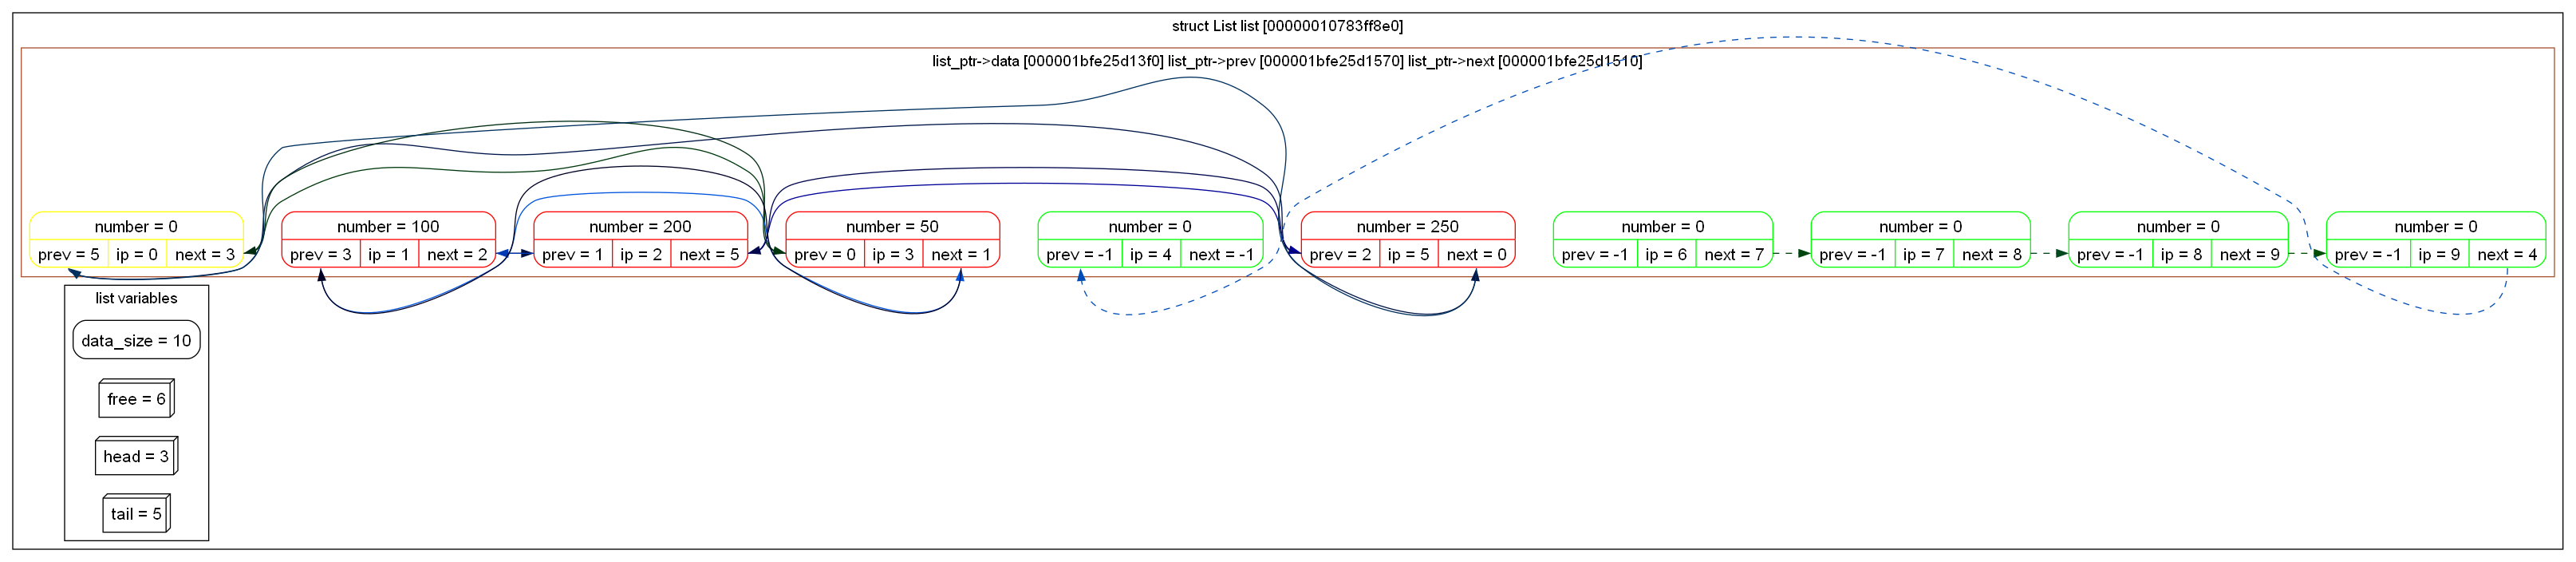 struct List list [00000010783ff8e0]
list_ptr->data [000001bfe25d13f0] list_ptr->prev [000001bfe25d1570] list_ptr->next [000001bfe25d1510]
number = 0
prev = 5 ip = 0 next = 3
number = 100
prev = 3 ip = 1 next = 2
number = 200
prev = 1 ip = 2 next = 5
number = 50
prev = 0 ip = 3 next = 1
number = 0
prev = -1 ip = 4 next = -1
number = 250
prev = 2 ip = 5 next = 0
number = 0
prev = -1 ip = 6 next = 7
number = 0
prev = -1 ip = 7 next = 8
number = 0
prev = -1 ip = 8 next = 9
number = 0
prev = -1 ip = 9 next = 4
list variables
data_size = 10
free = 6
head = 3
tail = 5